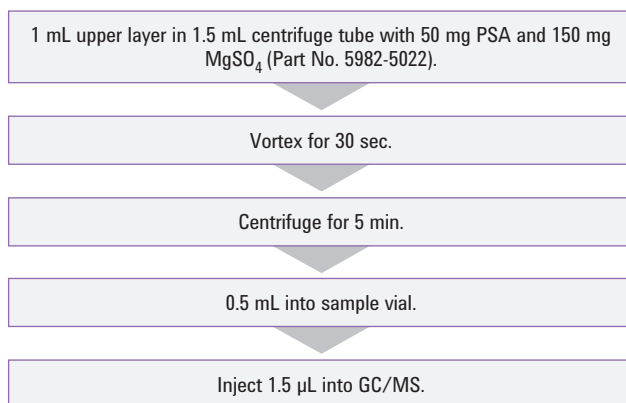 1 mL upper layer in 1.5 mL centrifuge tube with 50 mg PSA and 150 mg
MgSO₄ (Part No. 5982-5022).
Vortex for 30 sec.
Centrifuge for 5 min.
0.5 mL into sample vial.
Inject 1.5 µL into GC/MS.